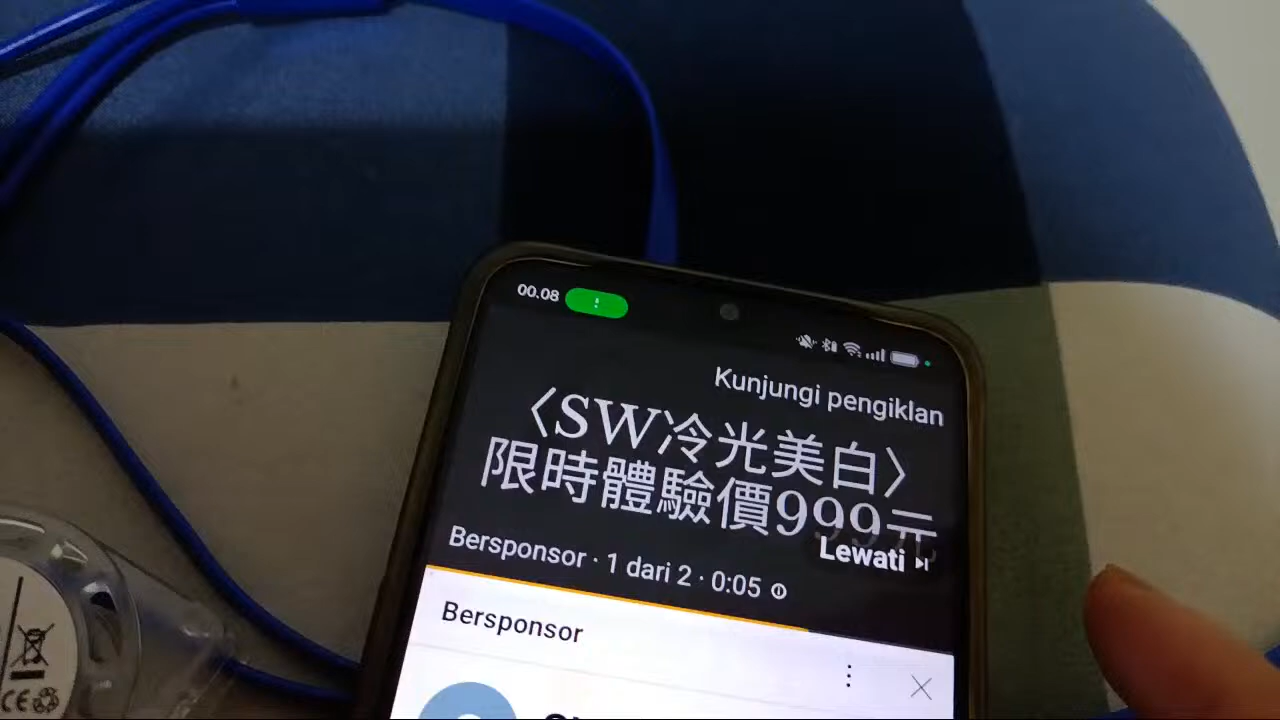 00.08
Kunjungi pengiklan
〈SW冷光美白〉
限時體驗價999元
Lewati
Bersponsor · 1 dari 2 · 0:05
Bersponsor
CE